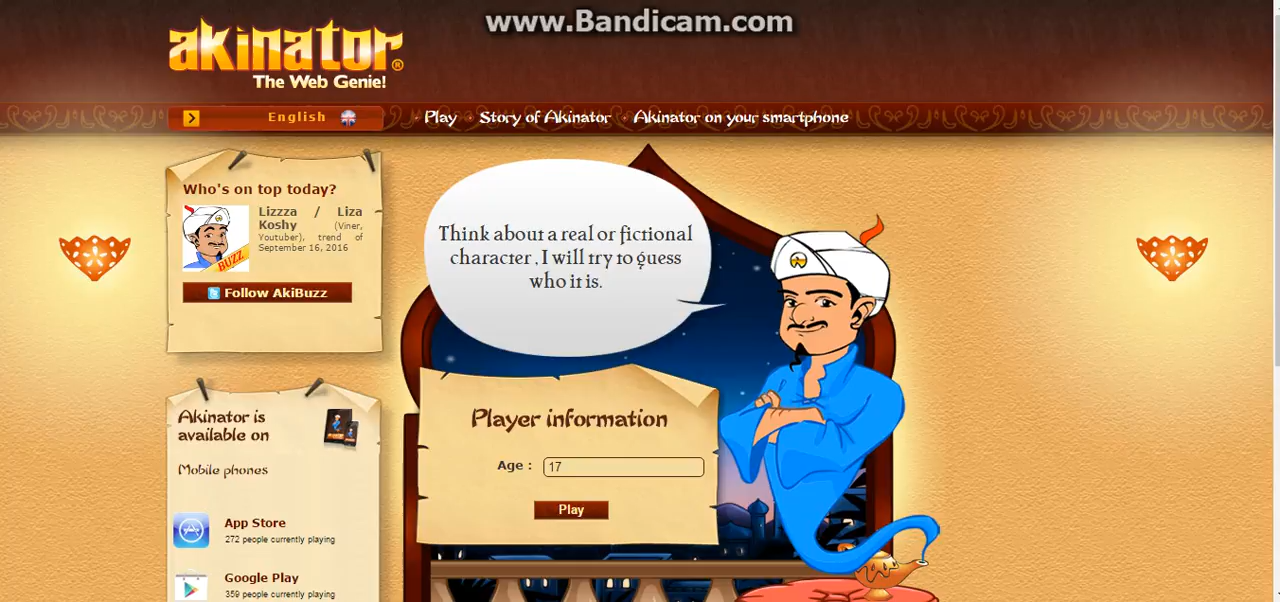 www.Bandicam.com
akinator®
The Web Genie!
English
Play
Story of Akinator
Akinator on your smartphone
Who's on top today?
Lizzza / Liza
Koshy (Viner,
Youtuber), trend of
September 16, 2016
BUZZ
Follow AkiBuzz
Think about a real or fictional
character . I will try to guess
who it is.
Player information
Age : 17
Play
Akinator is
available on
Mobile phones
App Store
272 people currently playing
Google Play
359 people currently playing